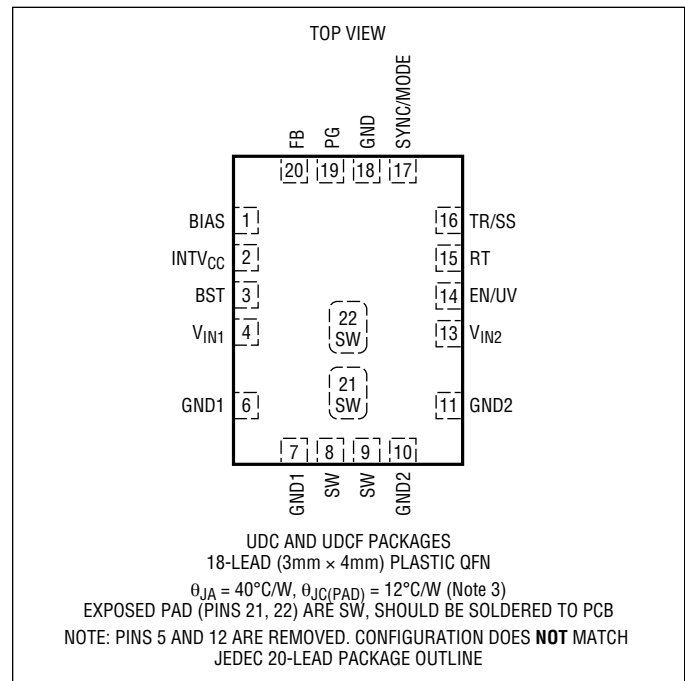 TOP VIEW
FB
PG
GND
SYNC/MODE
20 19 18 17
BIAS 1
16 TR/SS
INTVCC 2
15 RT
BST 3
14 EN/UV
VIN1 4
13 VIN2
22
SW
21
SW
GND1 6
11 GND2
7 8 9 10
GND1
SW
SW
GND2
UDC AND UDCF PACKAGES
18-LEAD (3mm × 4mm) PLASTIC QFN
θJA = 40°C/W, θJC(PAD) = 12°C/W (Note 3)
EXPOSED PAD (PINS 21, 22) ARE SW, SHOULD BE SOLDERED TO PCB
NOTE: PINS 5 AND 12 ARE REMOVED. CONFIGURATION DOES NOT MATCH
JEDEC 20-LEAD PACKAGE OUTLINE